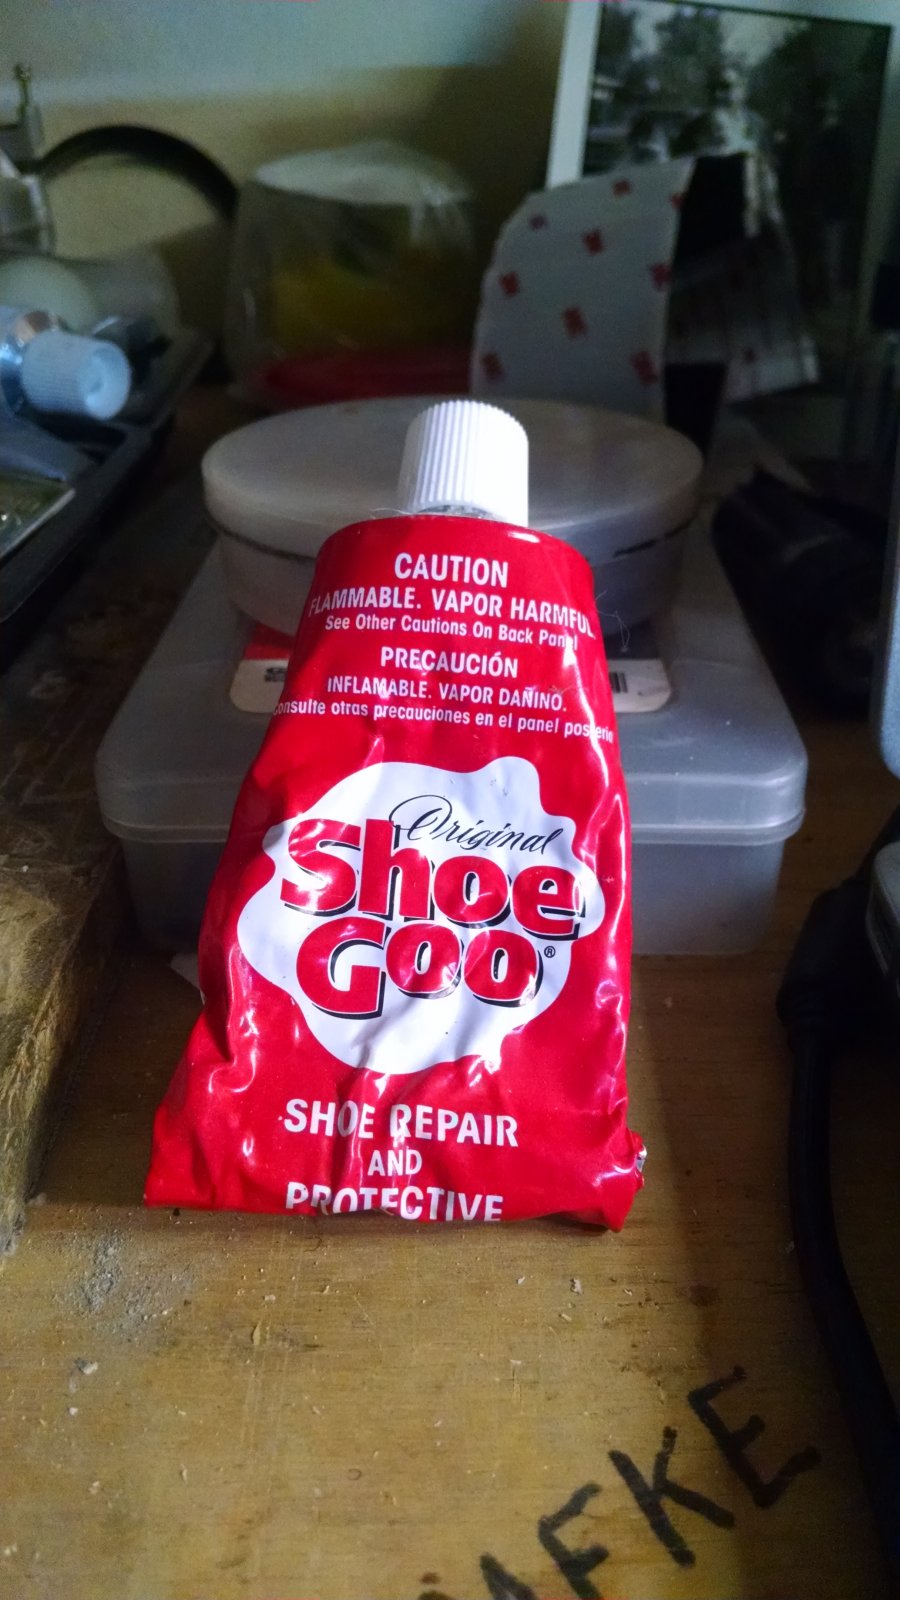 CAUTION
FLAMMABLE. VAPOR HARMFUL.
See Other Cautions On Back Panel
PRECAUCIÓN
INFLAMABLE. VAPOR DAÑINO.
Consulte otras precauciones en el panel posterior
Original
Shoe
Goo®
SHOE REPAIR
AND
PROTECTIVE